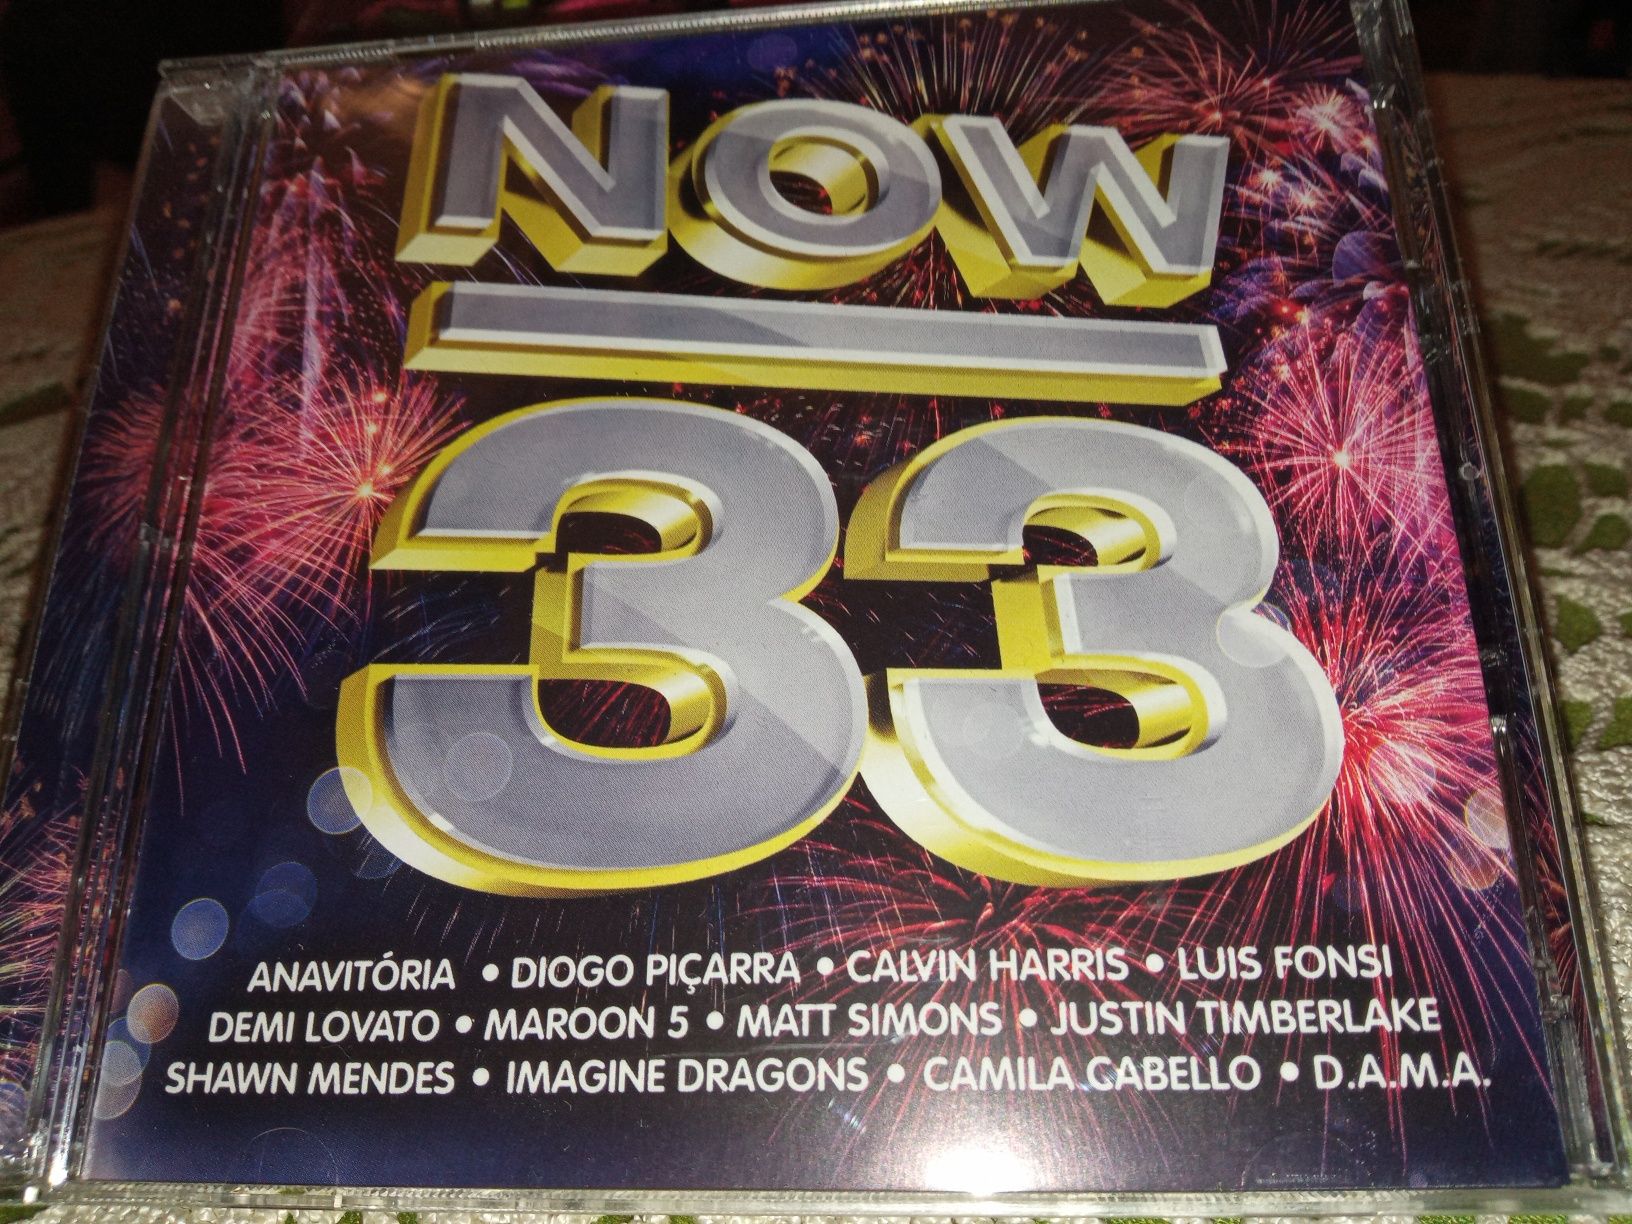 NOW
33
ANAVITÓRIA • DIOGO PIÇARRA • CALVIN HARRIS • LUIS FONSI
DEMI LOVATO • MAROON 5 • MATT SIMONS • JUSTIN TIMBERLAKE
SHAWN MENDES • IMAGINE DRAGONS • CAMILA CABELLO • D.A.M.A.